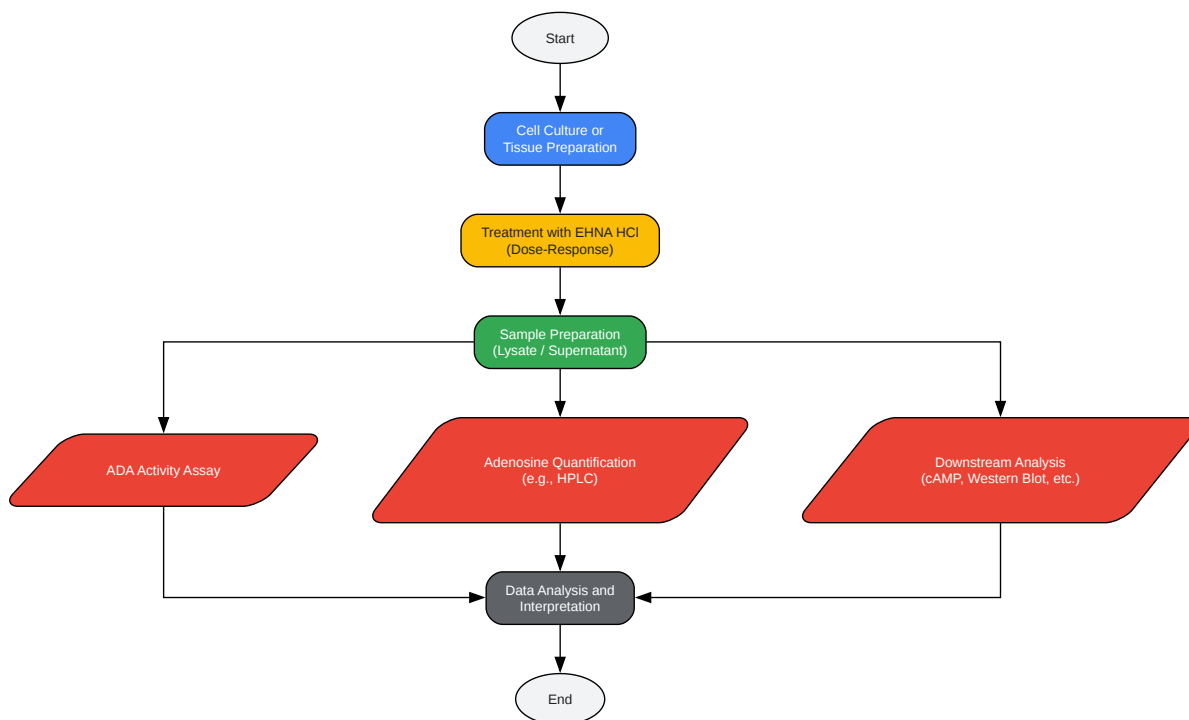 Start
Cell Culture or
Tissue Preparation
Treatment with EHNA HCl
(Dose-Response)
Sample Preparation
(Lysate / Supernatant)
ADA Activity Assay
Adenosine Quantification
(e.g., HPLC)
Downstream Analysis
(cAMP, Western Blot, etc.)
Data Analysis and
Interpretation
End